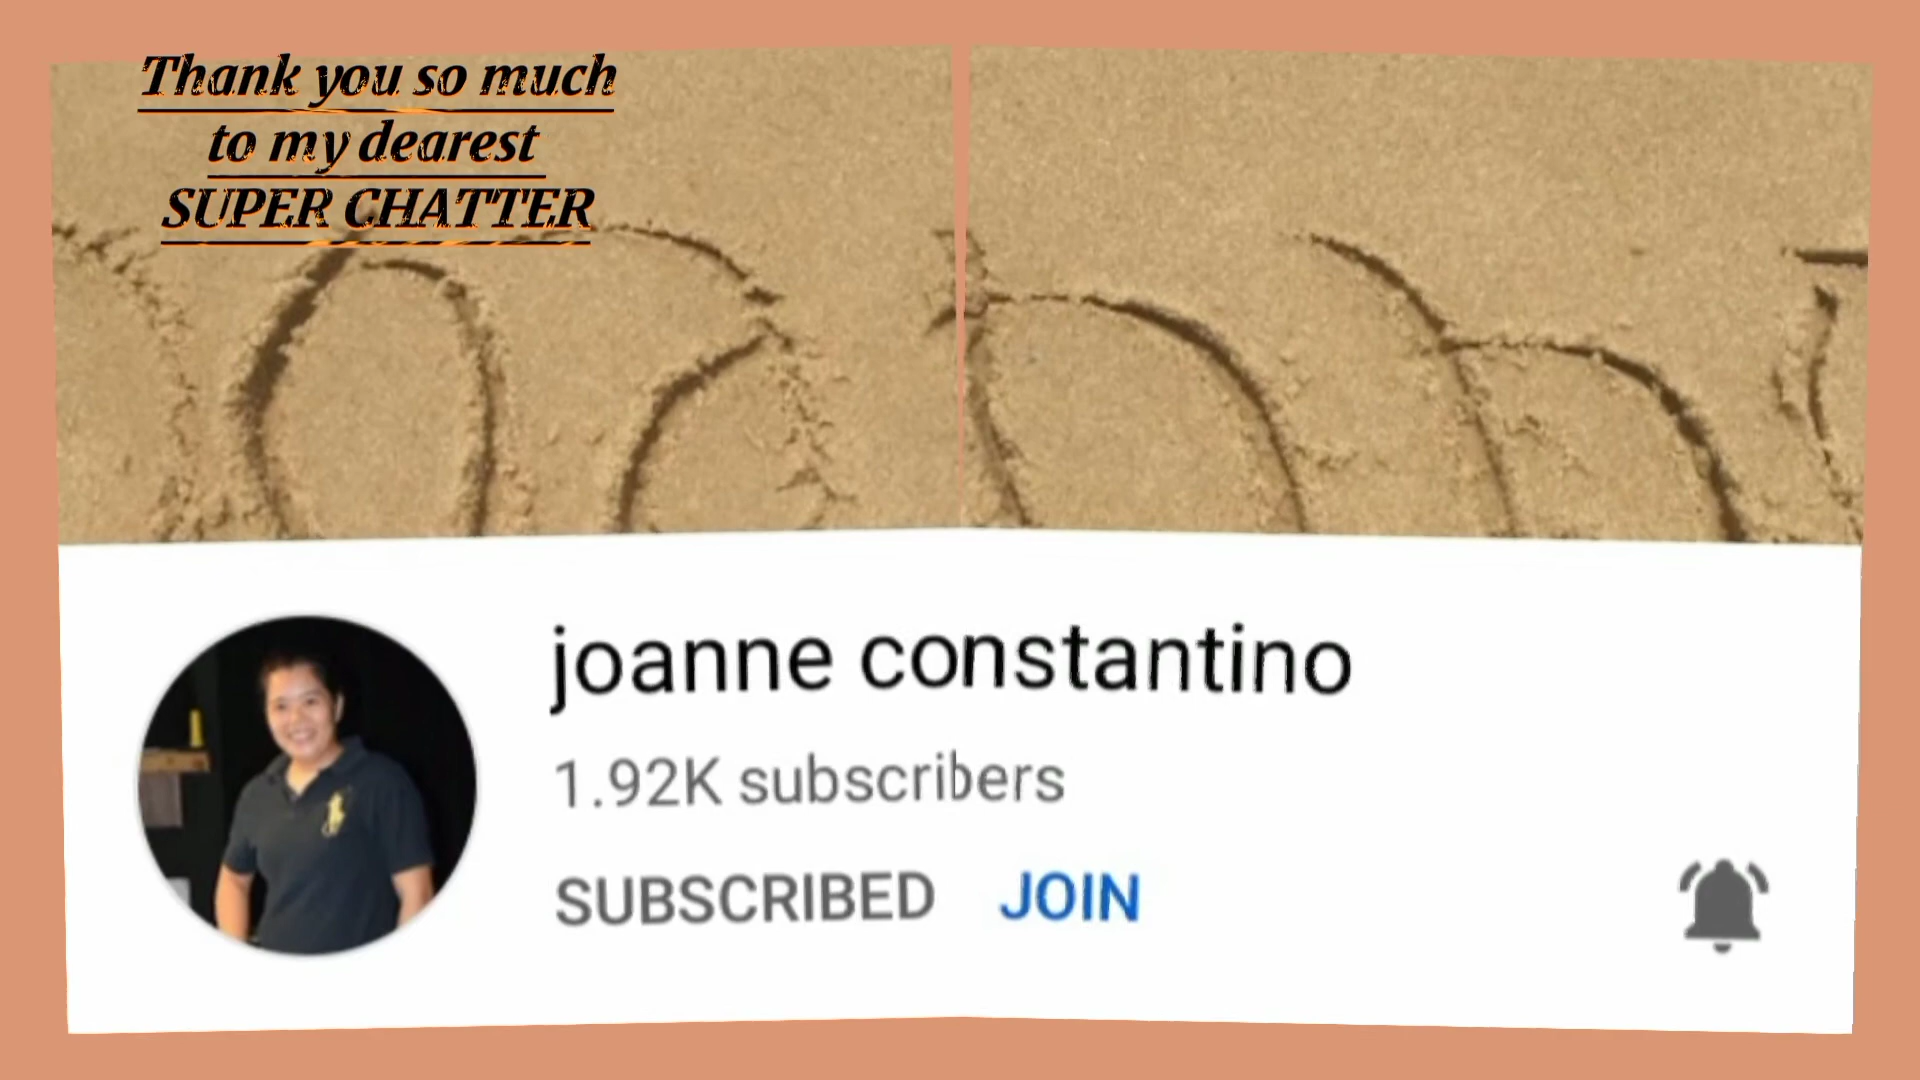 Thank you so much
to my dearest
SUPER CHATTER
joanne constantino
1.92K subscribers
SUBSCRIBED JOIN